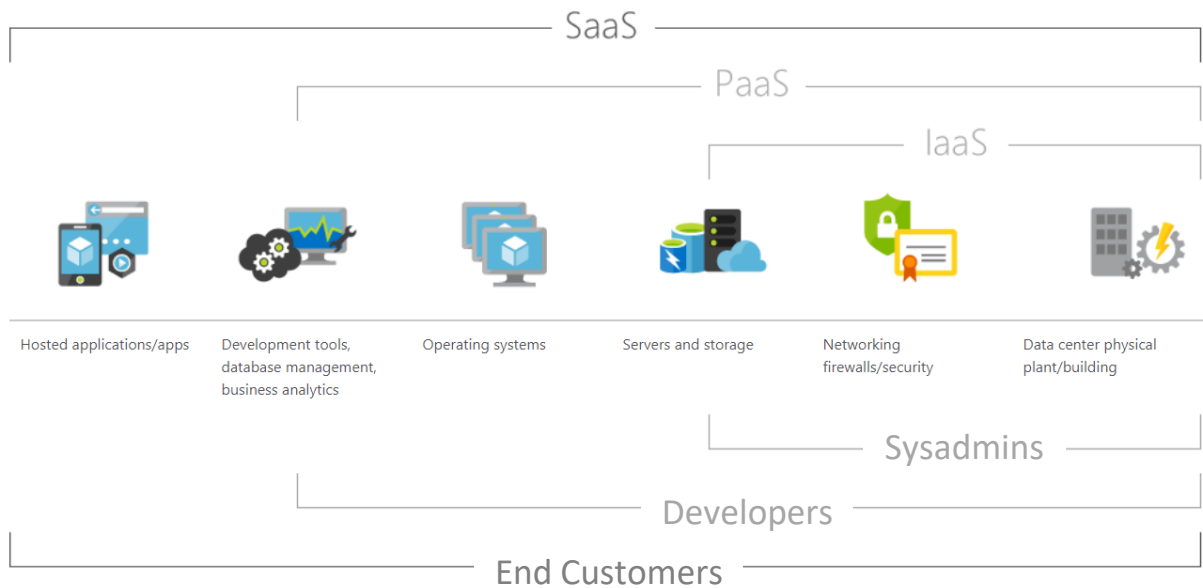 SaaS
PaaS
IaaS
Hosted applications/apps
Development tools,
database management,
business analytics
Operating systems
Servers and storage
Networking
firewalls/security
Data center physical
plant/building
Sysadmins
Developers
End Customers